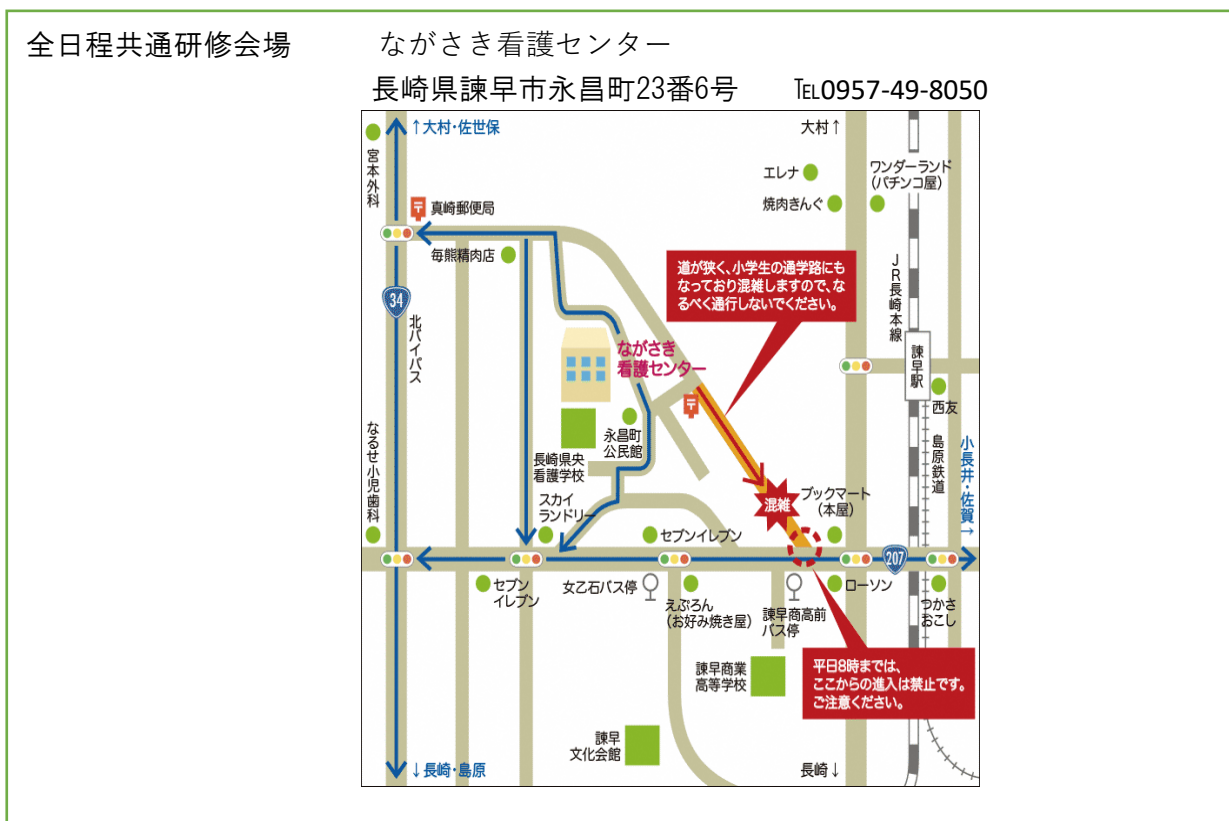 全日程共通研修会場 ながさき看護センター
長崎県諫早市永昌町23番6号 ℡0957-49-8050
↑大村・佐世保
大村↑
宮本外科
エレナ
ワンダーランド
(パチンコ屋)
焼肉きんぐ
真崎郵便局
毎熊精肉店
道が狭く、小学生の通学路にも
なっており混雑しますので、な
るべく通行しないでください。
JR長崎本線
34
北バイパス
ながさき
看護センター
諫早駅
西友
永昌町
公民館
長崎県央
看護学校
なるせ小児歯科
島原鉄道
小長井・佐賀→
スカイ
ランドリー
混雑
ブックマート
(本屋)
セブンイレブン
207
セブン
イレブン
女乙石バス停
えぷろん
(お好み焼き屋)
諫早商高前
バス停
ローソン
つかさ
おこし
諫早商業
高等学校
平日8時までは、
ここからの進入は禁止です。
ご注意ください。
諫早
文化会館
↓長崎・島原
長崎↓